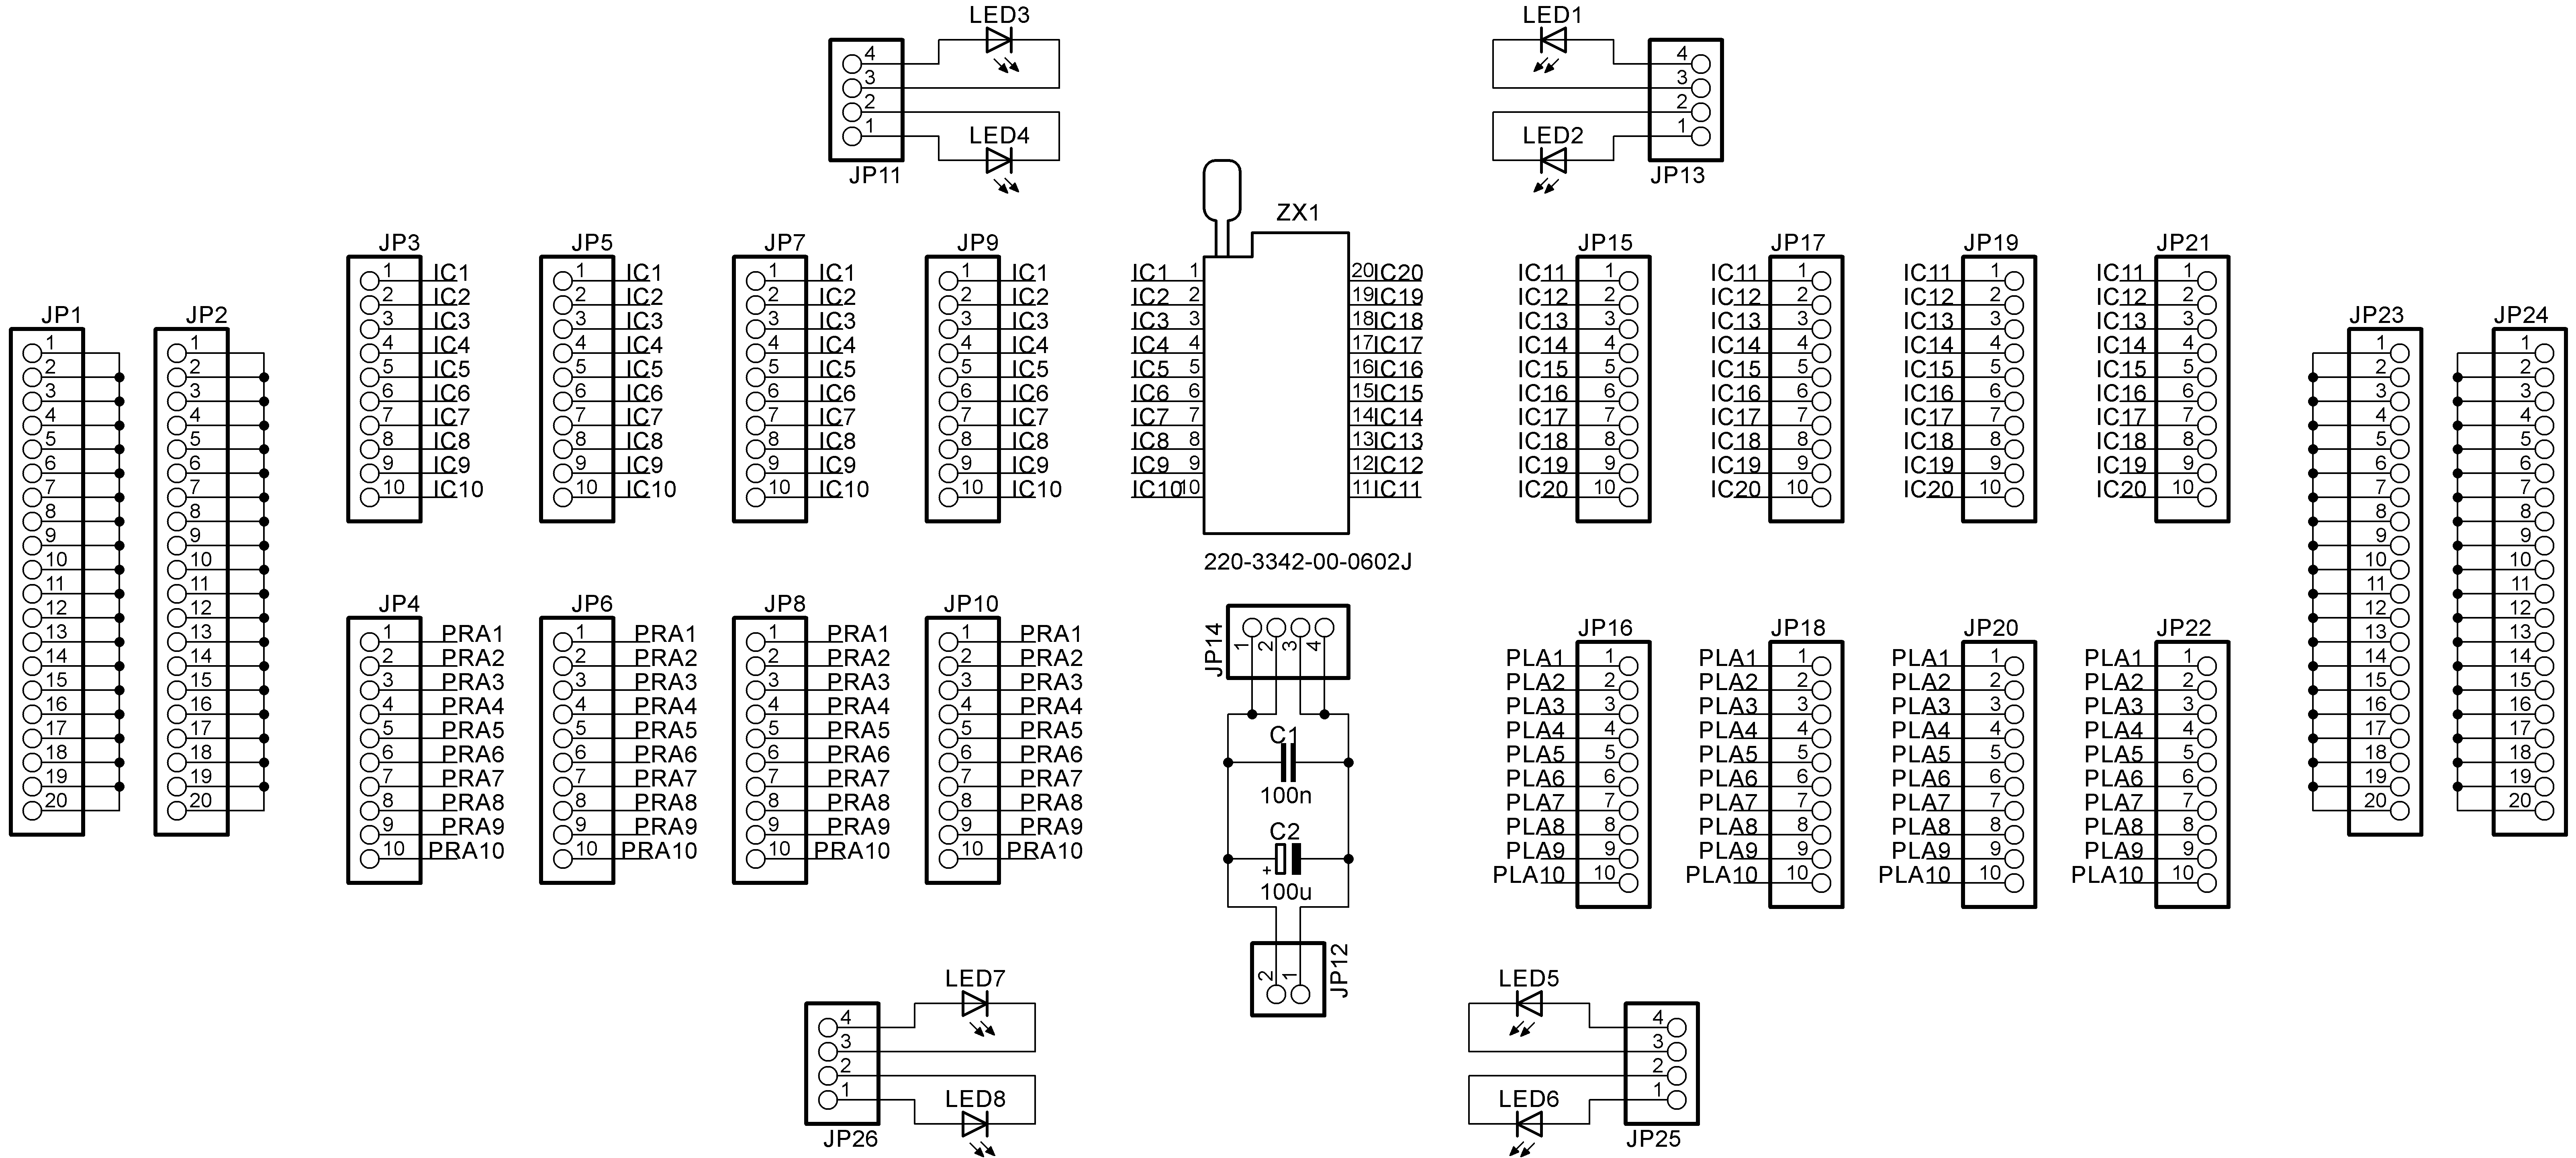 LED3
4
3
2
1
LED4
JP11
LED1
4
3
2
1
LED2
JP13
JP1
1
2
3
4
5
6
7
8
9
10
11
12
13
14
15
16
17
18
19
20
JP2
1
2
3
4
5
6
7
8
9
10
11
12
13
14
15
16
17
18
19
20
JP3
1 IC1
2 IC2
3 IC3
4 IC4
5 IC5
6 IC6
7 IC7
8 IC8
9 IC9
10 IC10
JP5
1 IC1
2 IC2
3 IC3
4 IC4
5 IC5
6 IC6
7 IC7
8 IC8
9 IC9
10 IC10
JP7
1 IC1
2 IC2
3 IC3
4 IC4
5 IC5
6 IC6
7 IC7
8 IC8
9 IC9
10 IC10
JP9
1 IC1
2 IC2
3 IC3
4 IC4
5 IC5
6 IC6
7 IC7
8 IC8
9 IC9
10 IC10
ZX1
IC1 1 20 IC20
IC2 2 19 IC19
IC3 3 18 IC18
IC4 4 17 IC17
IC5 5 16 IC16
IC6 6 15 IC15
IC7 7 14 IC14
IC8 8 13 IC13
IC9 9 12 IC12
IC10 10 11 IC11
220-3342-00-0602J
JP15
IC11 1
IC12 2
IC13 3
IC14 4
IC15 5
IC16 6
IC17 7
IC18 8
IC19 9
IC20 10
JP17
IC11 1
IC12 2
IC13 3
IC14 4
IC15 5
IC16 6
IC17 7
IC18 8
IC19 9
IC20 10
JP19
IC11 1
IC12 2
IC13 3
IC14 4
IC15 5
IC16 6
IC17 7
IC18 8
IC19 9
IC20 10
JP21
IC11 1
IC12 2
IC13 3
IC14 4
IC15 5
IC16 6
IC17 7
IC18 8
IC19 9
IC20 10
JP23
1
2
3
4
5
6
7
8
9
10
11
12
13
14
15
16
17
18
19
20
JP24
1
2
3
4
5
6
7
8
9
10
11
12
13
14
15
16
17
18
19
20
JP4
1 PRA1
2 PRA2
3 PRA3
4 PRA4
5 PRA5
6 PRA6
7 PRA7
8 PRA8
9 PRA9
10 PRA10
JP6
1 PRA1
2 PRA2
3 PRA3
4 PRA4
5 PRA5
6 PRA6
7 PRA7
8 PRA8
9 PRA9
10 PRA10
JP8
1 PRA1
2 PRA2
3 PRA3
4 PRA4
5 PRA5
6 PRA6
7 PRA7
8 PRA8
9 PRA9
10 PRA10
JP10
1 PRA1
2 PRA2
3 PRA3
4 PRA4
5 PRA5
6 PRA6
7 PRA7
8 PRA8
9 PRA9
10 PRA10
JP14
1 2 3 4
C1
100n
C2
+
100u
2 1
JP12
JP16
PLA1 1
PLA2 2
PLA3 3
PLA4 4
PLA5 5
PLA6 6
PLA7 7
PLA8 8
PLA9 9
PLA10 10
JP18
PLA1 1
PLA2 2
PLA3 3
PLA4 4
PLA5 5
PLA6 6
PLA7 7
PLA8 8
PLA9 9
PLA10 10
JP20
PLA1 1
PLA2 2
PLA3 3
PLA4 4
PLA5 5
PLA6 6
PLA7 7
PLA8 8
PLA9 9
PLA10 10
JP22
PLA1 1
PLA2 2
PLA3 3
PLA4 4
PLA5 5
PLA6 6
PLA7 7
PLA8 8
PLA9 9
PLA10 10
LED7
4
3
2
1
LED8
JP26
LED5
4
3
2
1
LED6
JP25